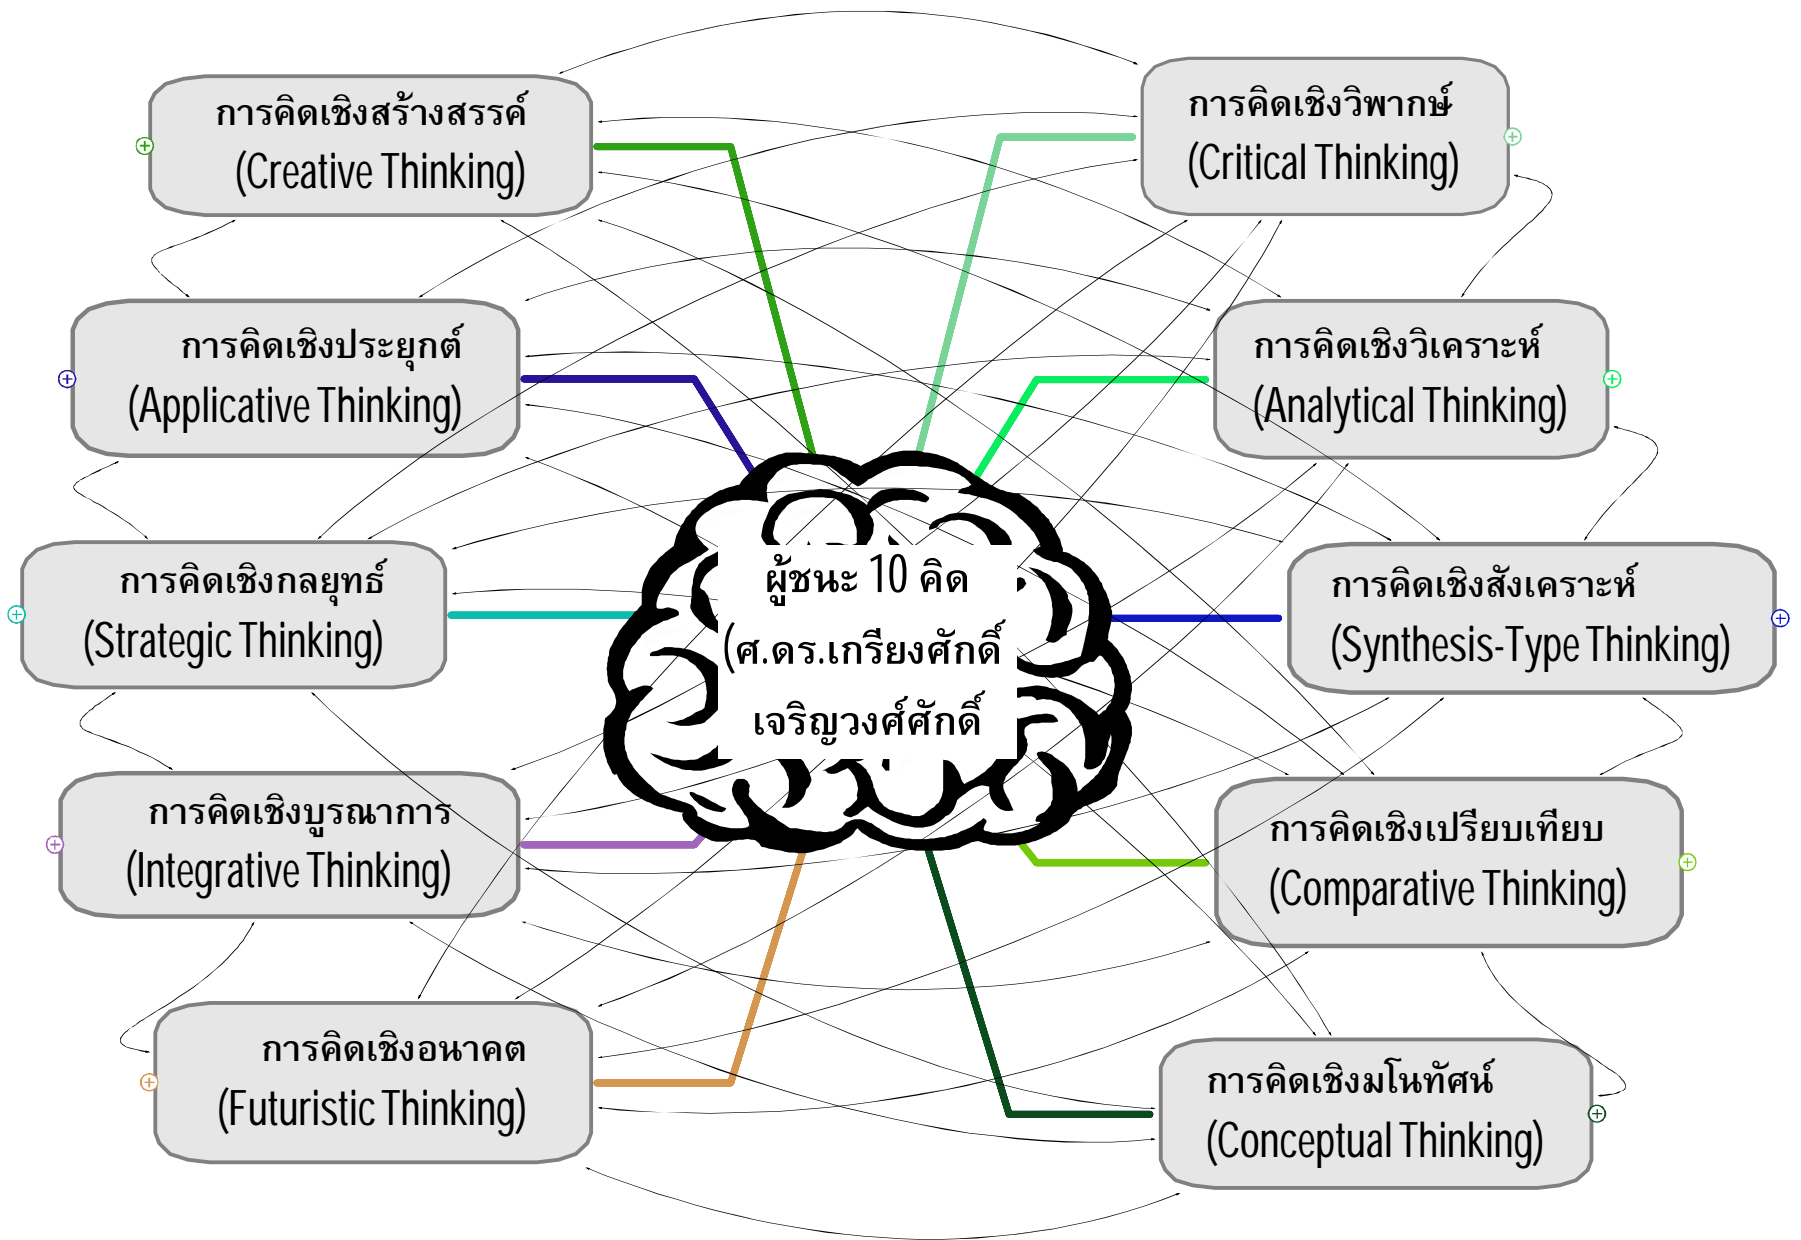 การคิดเชิงสร้างสรรค์
(Creative Thinking)
การคิดเชิงประยุกต์
(Applicative Thinking)
การคิดเชิงกลยุทธ์
(Strategic Thinking)
การคิดเชิงบูรณาการ
(Integrative Thinking)
การคิดเชิงอนาคต
(Futuristic Thinking)
ผู้ชนะ 10 คิด
(ศ.ดร.เกรียงศักดิ์
เจริญวงศ์ศักดิ์
การคิดเชิงวิพากษ์
(Critical Thinking)
การคิดเชิงวิเคราะห์
(Analytical Thinking)
การคิดเชิงสังเคราะห์
(Synthesis-Type Thinking)
การคิดเชิงเปรียบเทียบ
(Comparative Thinking)
การคิดเชิงมโนทัศน์
(Conceptual Thinking)